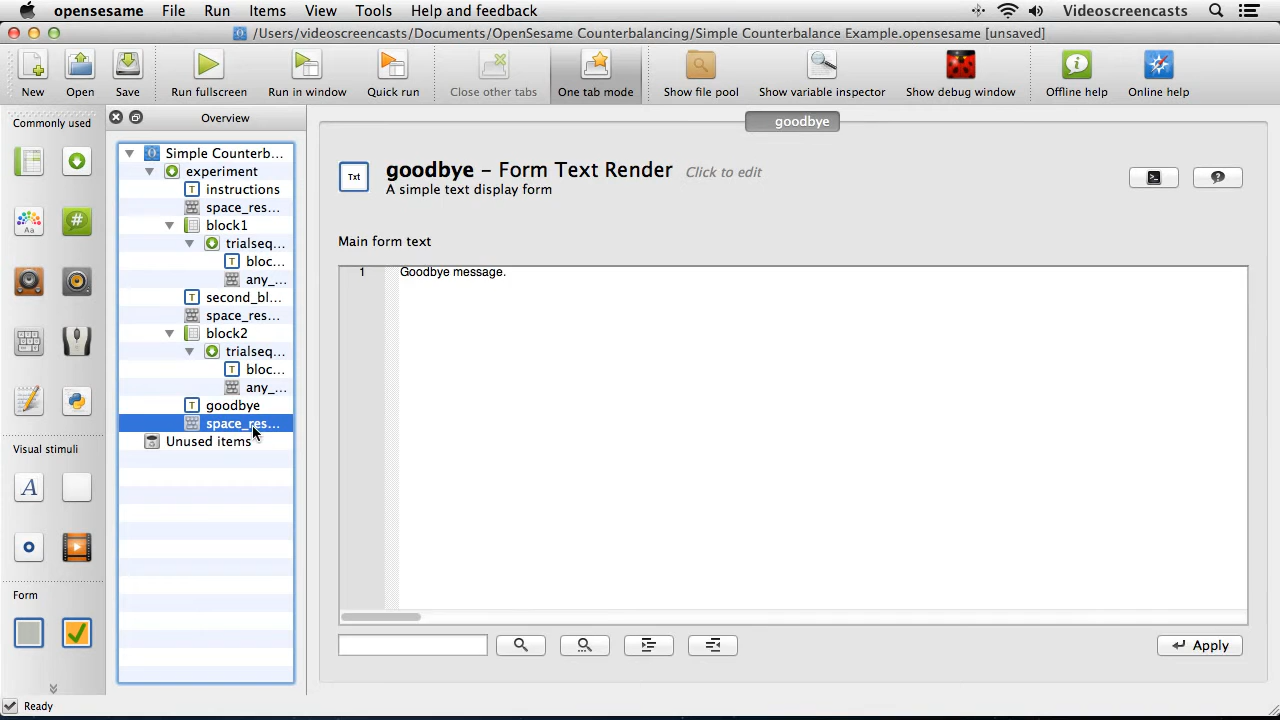 opensesame File Run Items View Tools Help and feedback Videoscreencasts
/Users/videoscreencasts/Documents/OpenSesame Counterbalancing/Simple Counterbalance Example.opensesame [unsaved]
New Open Save Run fullscreen Run in window Quick run Close other tabs One tab mode Show file pool Show variable inspector Show debug window Offline help Online help
Commonly used
Overview
goodbye
Simple Counterb...
experiment
instructions
space_res...
block1
trialseq...
bloc...
any_...
second_bl...
space_res...
block2
trialseq...
bloc...
any_...
goodbye
space_res...
Unused items
Aa
Visual stimuli
A
Form
Txt
goodbye – Form Text Render Click to edit
A simple text display form
Main form text
1 Goodbye message.
Apply
Ready